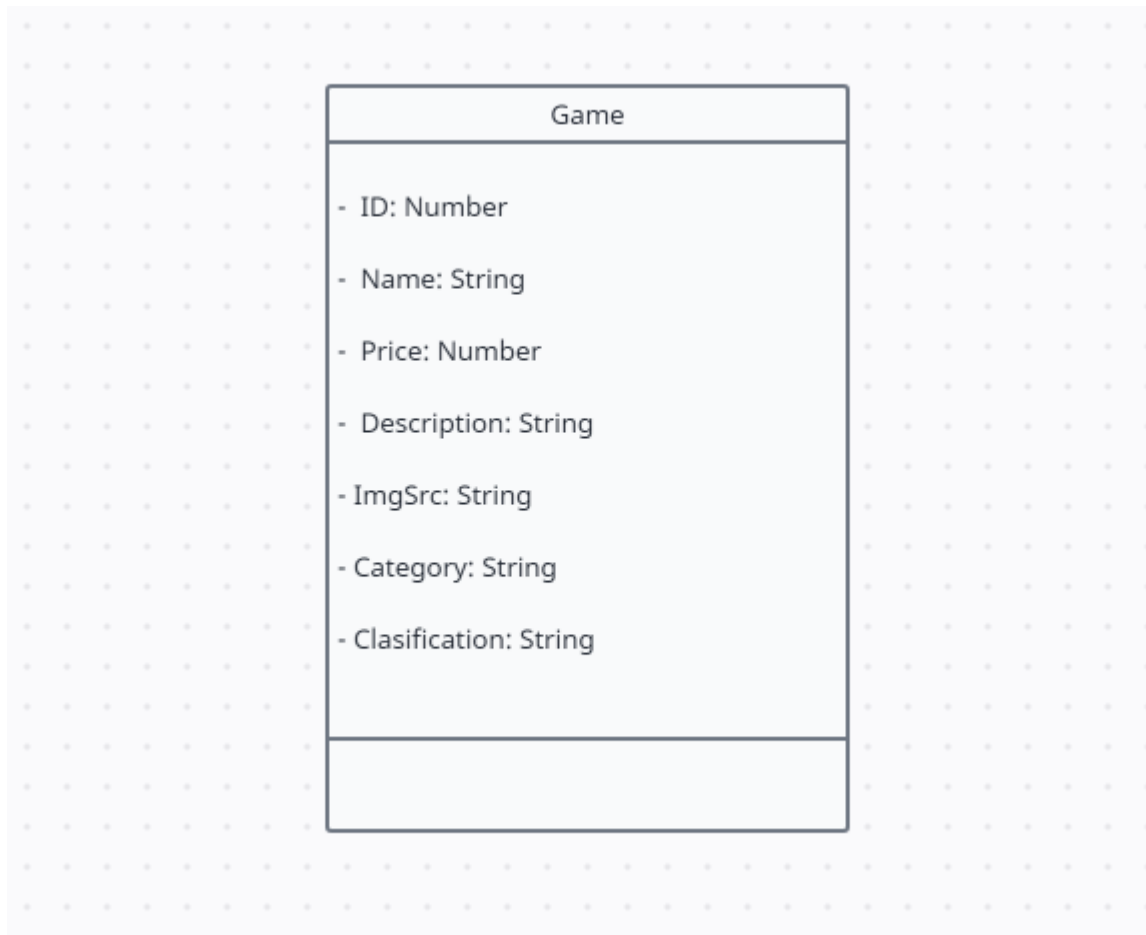 Game
- ID: Number
- Name: String
- Price: Number
- Description: String
- ImgSrc: String
- Category: String
- Clasification: String